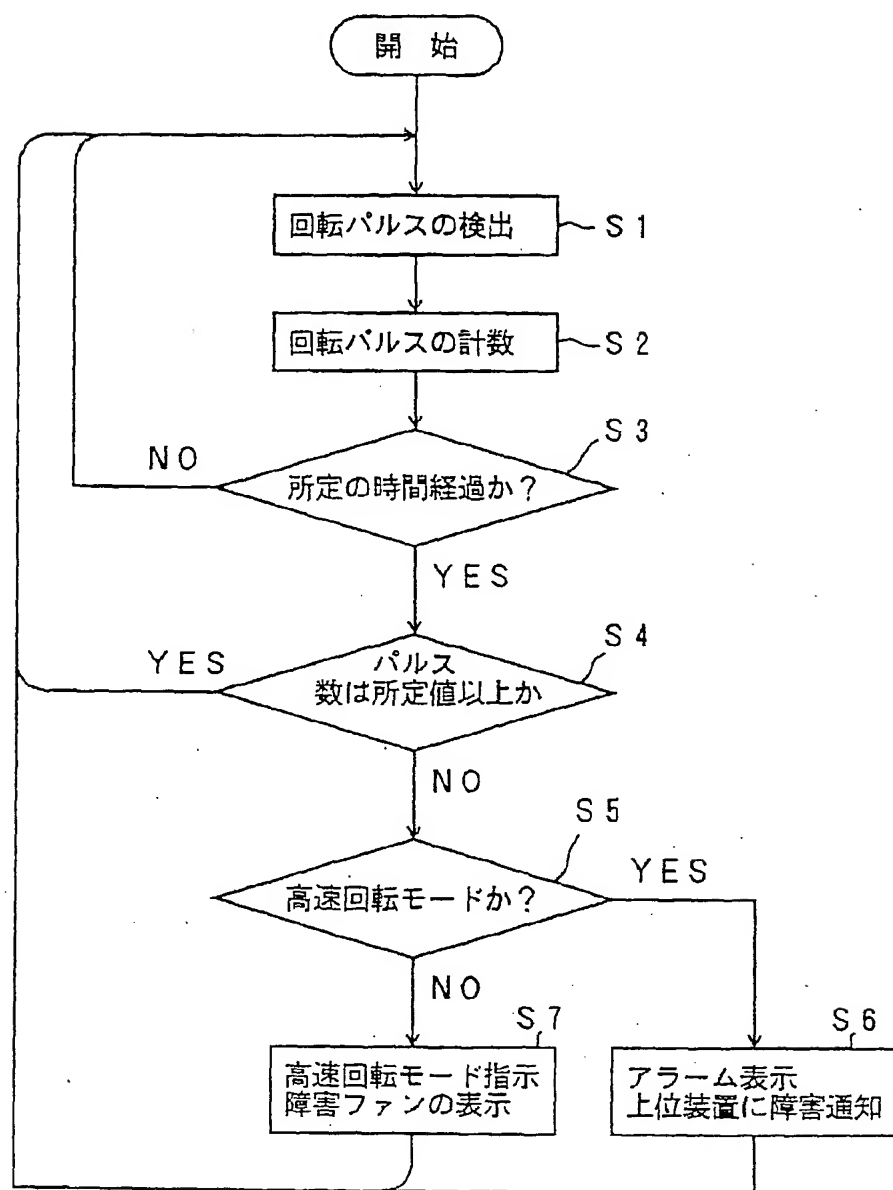 開 始
回転パルスの検出
S1
回転パルスの計数
S2
S3
NO
所定の時間経過か？
YES
S4
YES
パルス
数は所定値以上か
NO
S5
YES
高速回転モードか？
NO
S7
S6
高速回転モード指示
障害ファンの表示
アラーム表示
上位装置に障害通知